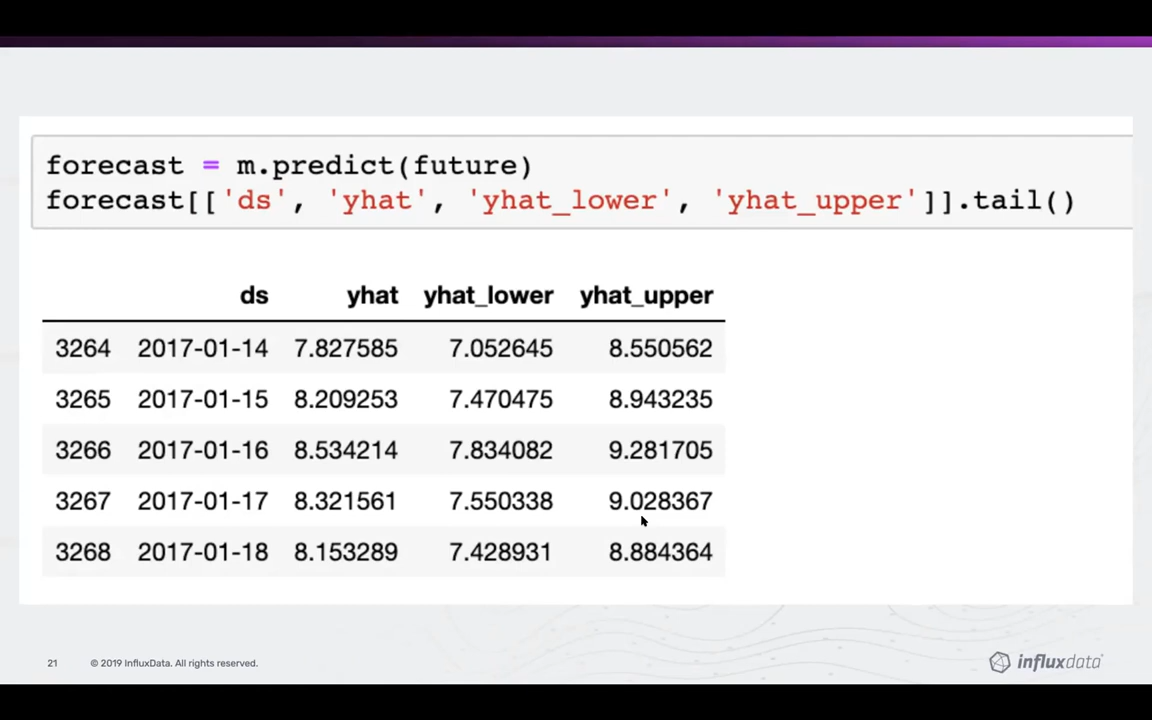 forecast = m.predict(future)
forecast[['ds', 'yhat', 'yhat_lower', 'yhat_upper']].tail()
ds yhat yhat_lower yhat_upper
3264 2017-01-14 7.827585 7.052645 8.550562
3265 2017-01-15 8.209253 7.470475 8.943235
3266 2017-01-16 8.534214 7.834082 9.281705
3267 2017-01-17 8.321561 7.550338 9.028367
3268 2017-01-18 8.153289 7.428931 8.884364
21 © 2019 InfluxData. All rights reserved. influxdata